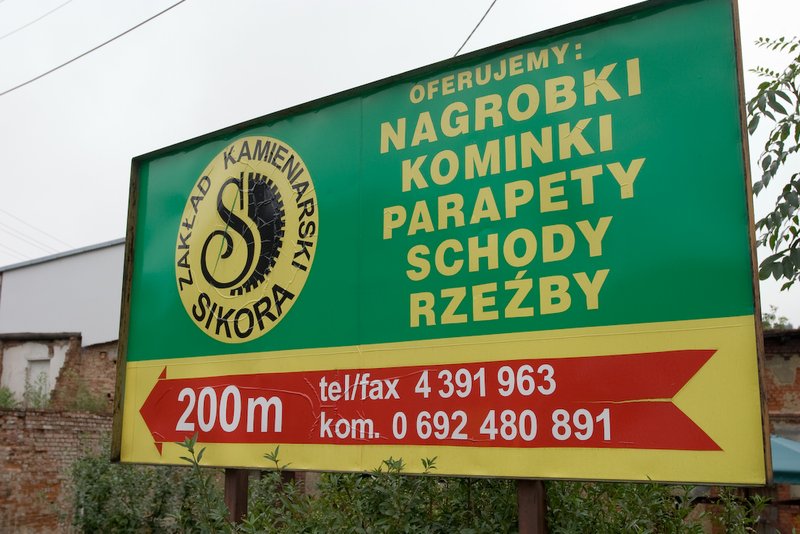 ZAKŁAD KAMIENIARSKI
S
SIKORA
OFERUJEMY:
NAGROBKI
KOMINKI
PARAPETY
SCHODY
RZEŹBY
200m
tel/fax 4 391 963
kom. 0 692 480 891